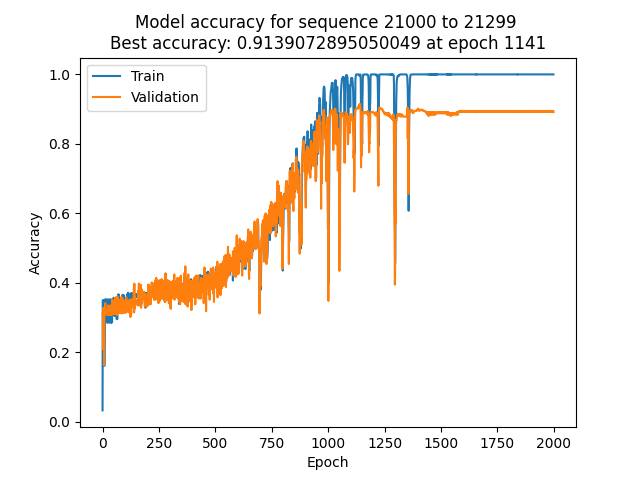 Model accuracy for sequence 21000 to 21299
Best accuracy: 0.9139072895050049 at epoch 1141
Train
Validation
Accuracy
1.0
0.8
0.6
0.4
0.2
0.0
0 250 500 750 1000 1250 1500 1750 2000
Epoch